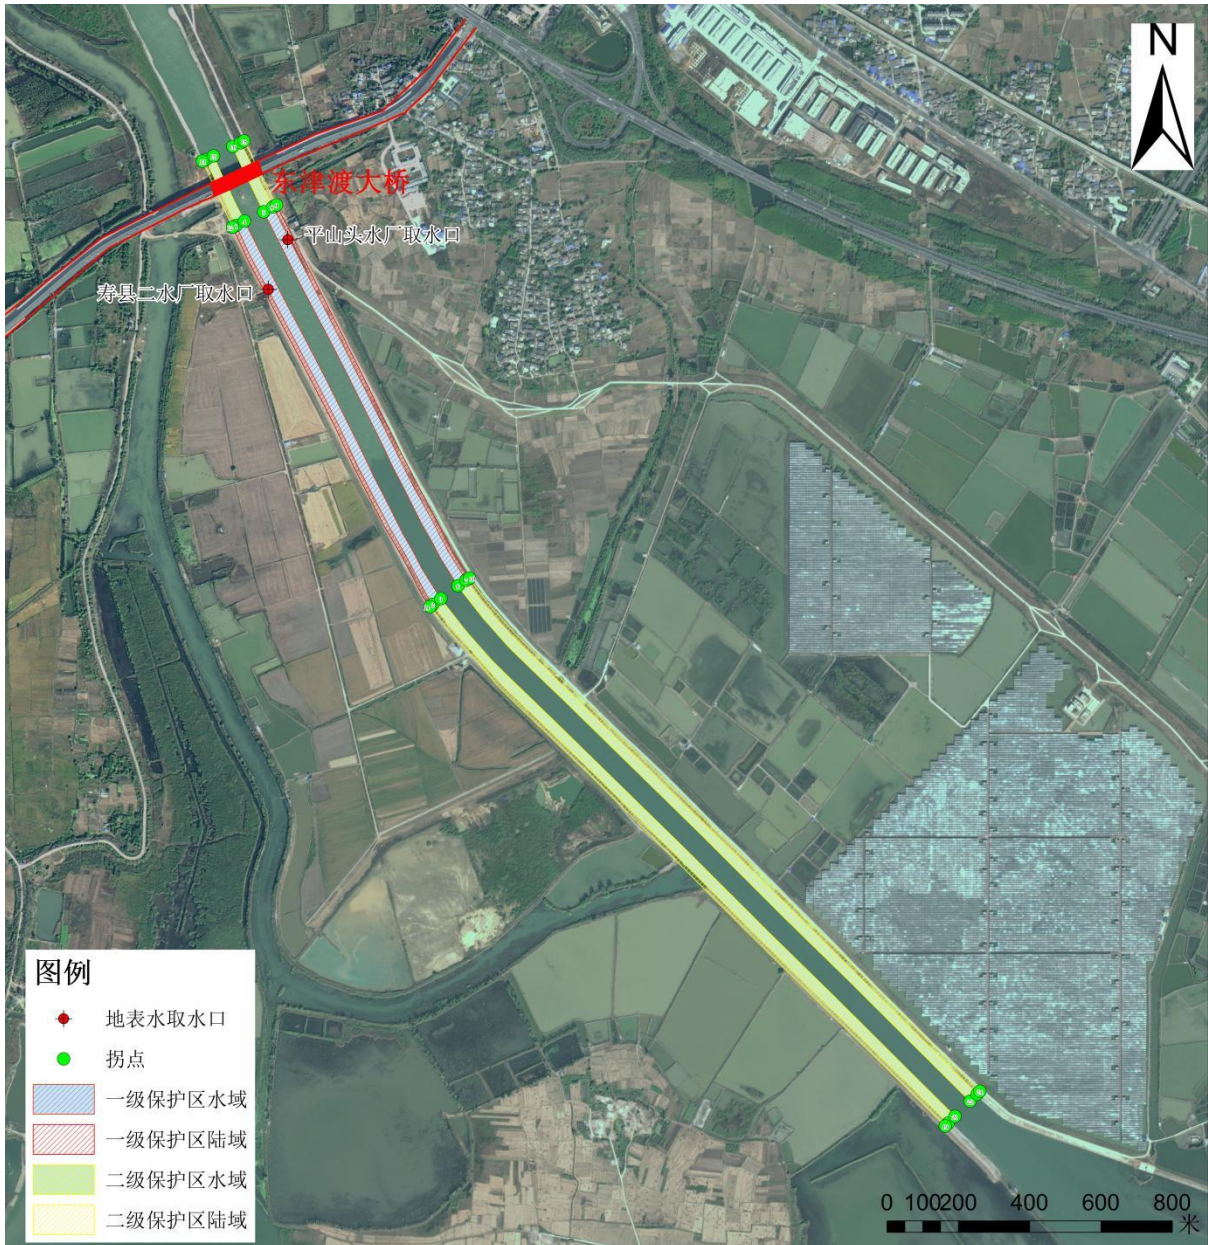 N
东津渡大桥
平山头水厂取水口
寿县二水厂取水口
图例
地表水取水口
拐点
一级保护区水域
一级保护区陆域
二级保护区水域
二级保护区陆域
0 100 200 400 600 800
米